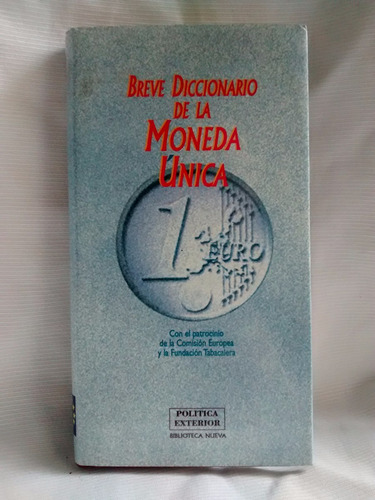 BREVE DICCIONARIO
DE LA
MONEDA
ÚNICA
1
EURO
Con el patrocinio
de la Comisión Europea
y la Fundación Tabacalera
POLITICA
EXTERIOR
BIBLIOTECA NUEVA